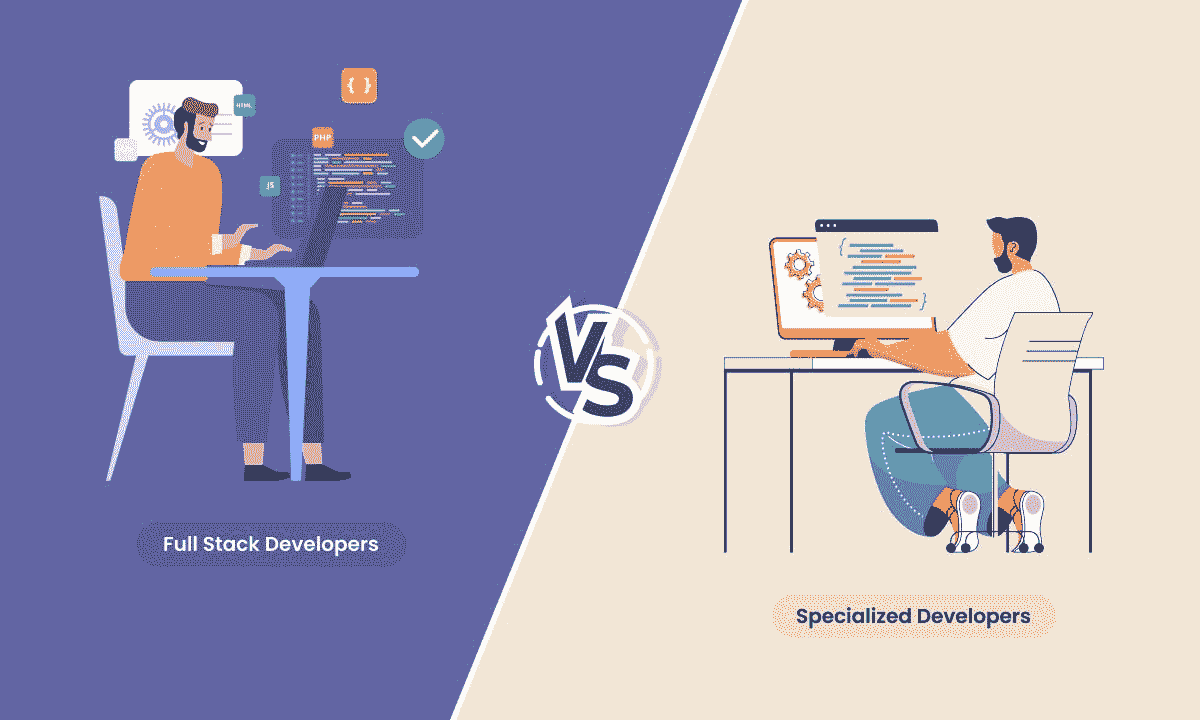 { }
HTML
PHP
JS
VS
Full Stack Developers
{
}
Specialized Developers